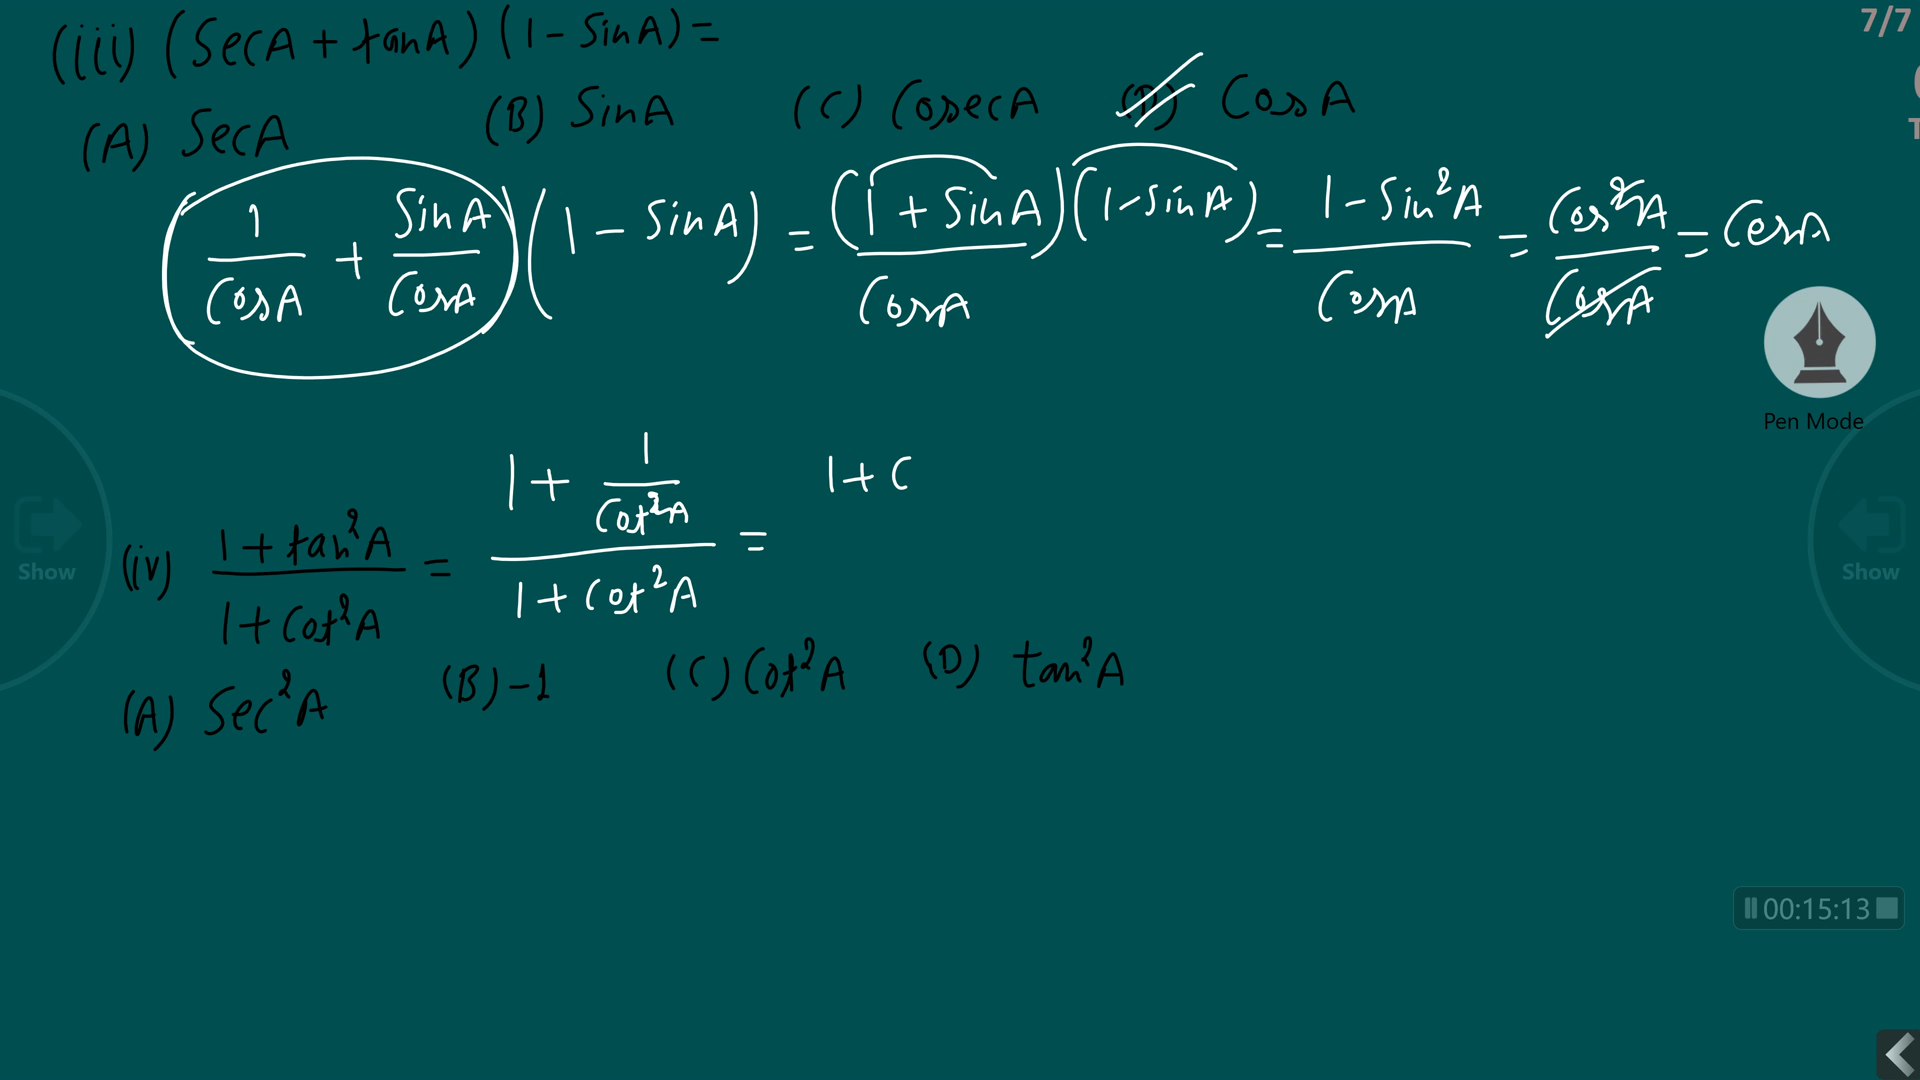 7/7
(iii) (SecA + tanA) (1 - SinA) =
(A) SecA (B) SinA (C) CosecA (D) CosA
(1/CosA + SinA/CosA) (1 - SinA) = (1 + SinA)(1 - SinA)/CosA = 1 - Sin²A/CosA = Cos²A/CosA = CosA
Pen Mode
(iv) 1 + tan²A/1 + Cot²A = 1 + 1/Cot²A/1 + Cot²A = 1 + C
Show
Show
(A) Sec²A (B) -1 (C) Cot²A (D) tan²A
00:15:13